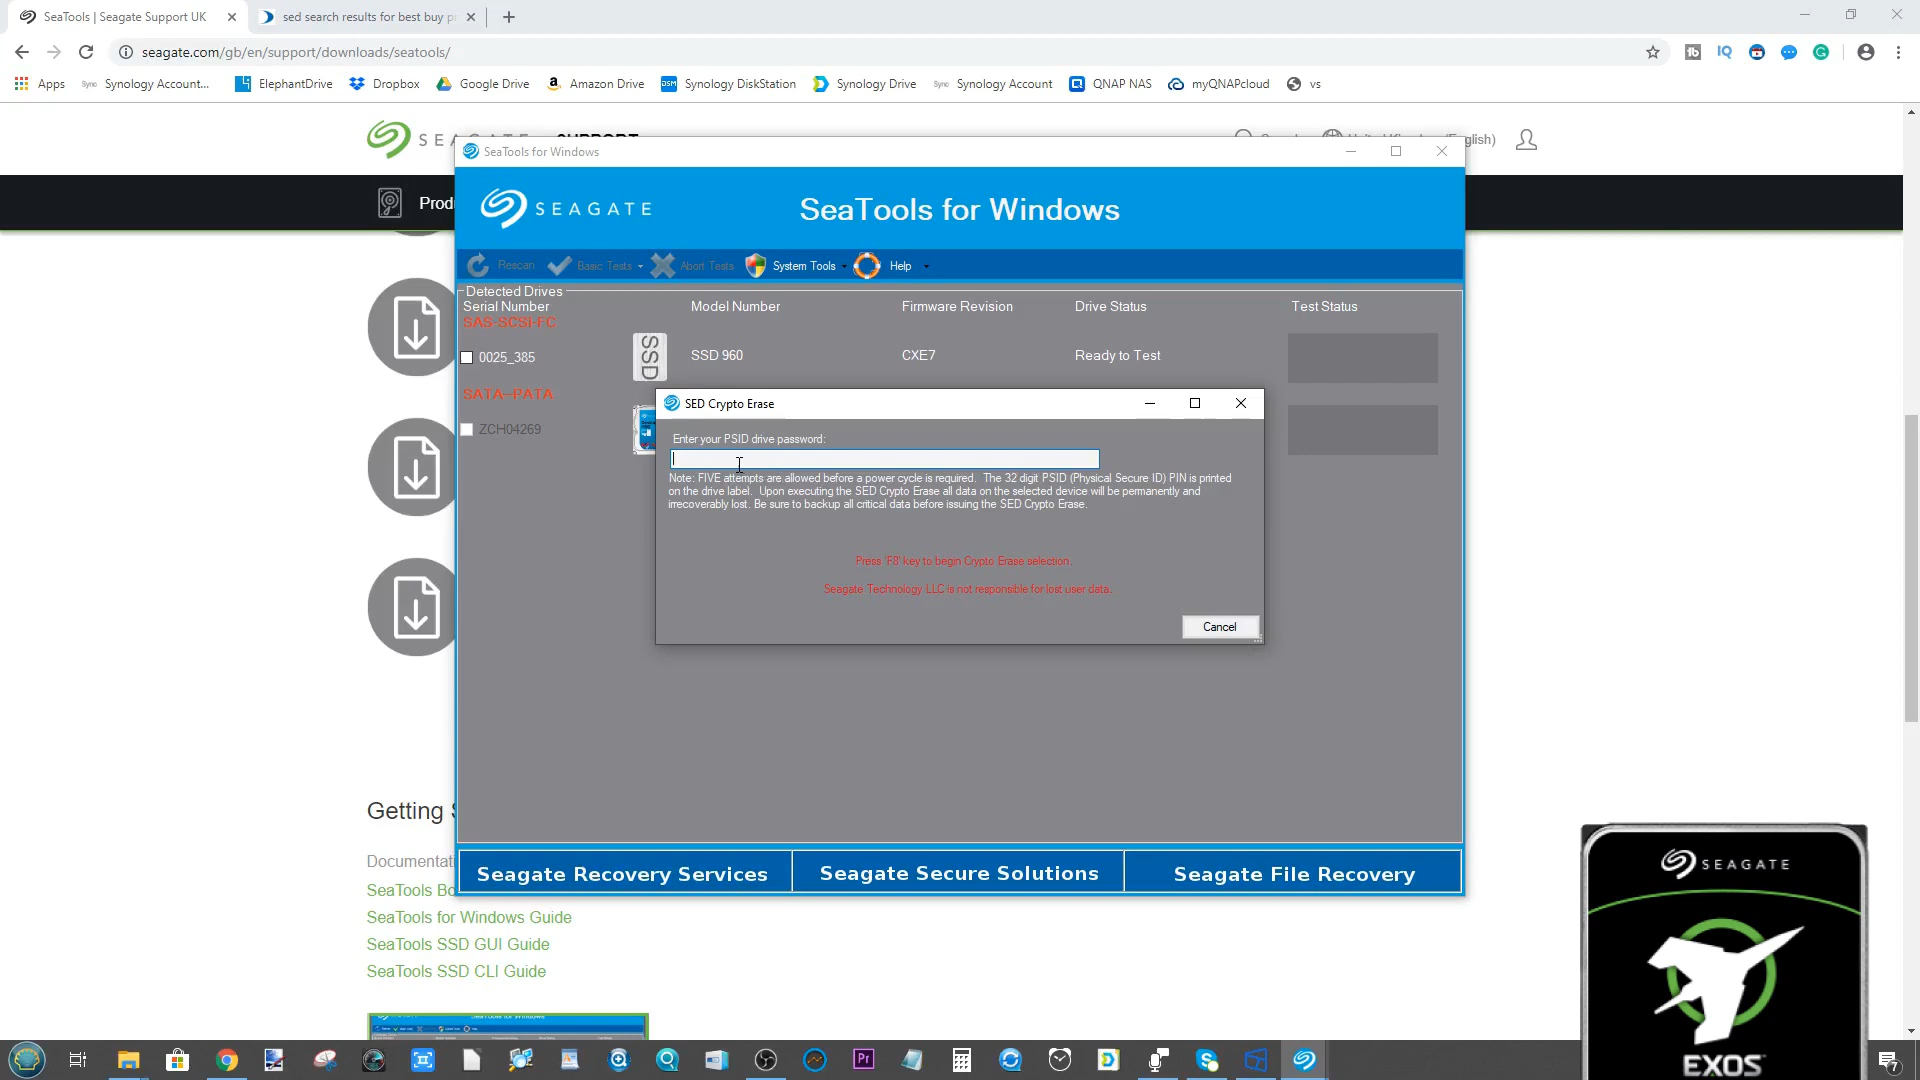 SeaTools | Seagate Support UK
sed search results for best buy p
seagate.com/gb/en/support/downloads/seatools/
Apps
Sync Synology Account...
ElephantDrive
Dropbox
Google Drive
Amazon Drive
DSM Synology DiskStation
Synology Drive
Sync Synology Account
QNAP NAS
myQNAPcloud
vs
glish)
Prod
SeaTools for Windows
SEAGATE
SeaTools for Windows
Rescan
Basic Tests
Abort Tests
System Tools
Help
Detected Drives
Serial Number
Model Number
Firmware Revision
Drive Status
Test Status
SAS-SCSI-FC
0025_385
SSD
SSD 960
CXE7
Ready to Test
SATA--PATA
ZCH04269
SED Crypto Erase
Enter your PSID drive password:
Note: FIVE attempts are allowed before a power cycle is required.  The 32 digit PSID (Physical Secure ID) PIN is printed
on the drive label.  Upon executing the SED Crypto Erase all data on the selected device will be permanently and
irrecoverably lost. Be sure to backup all critical data before issuing the SED Crypto Erase.
Press 'F8' key to begin Crypto Erase selection.
Seagate Technology LLC is not responsible for lost user data.
Cancel
Seagate Recovery Services
Seagate Secure Solutions
Seagate File Recovery
Getting S
Documentati
SeaTools Bo
SeaTools for Windows Guide
SeaTools SSD GUI Guide
SeaTools SSD CLI Guide
SEAGATE
EXOS
Pr
7